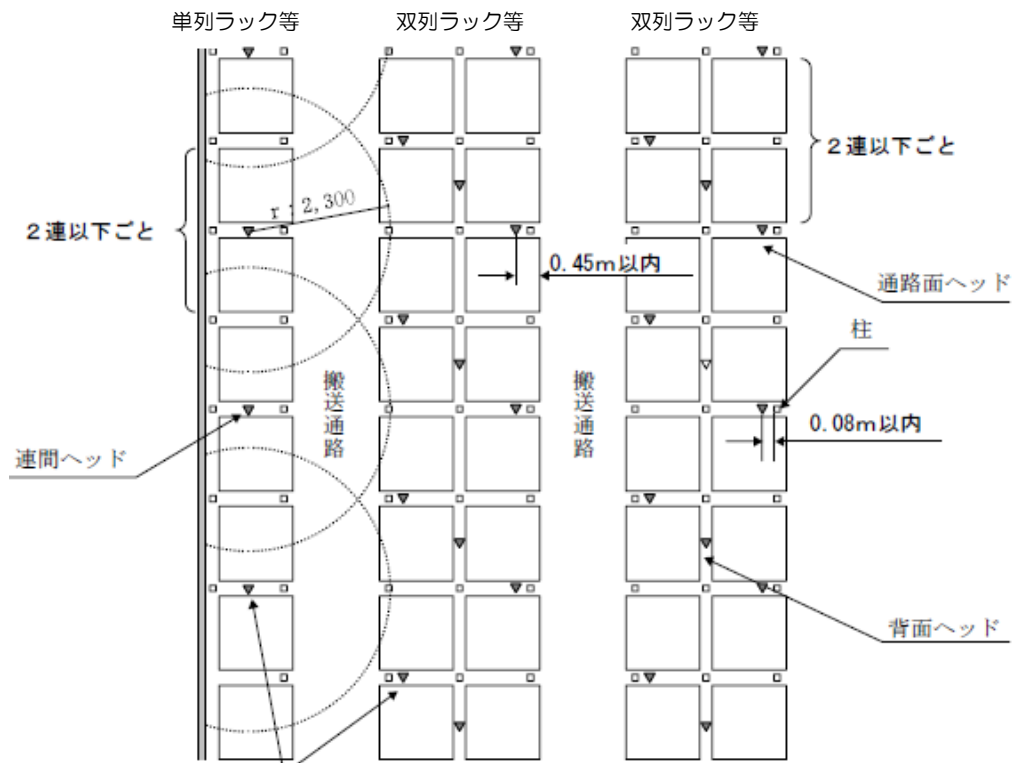 単列ラック等
双列ラック等
双列ラック等
2連以下ごと
r：2,300
2連以下ごと
0.45m以内
通路面ヘッド
柱
搬送通路
搬送通路
0.08m以内
連間ヘッド
背面ヘッド